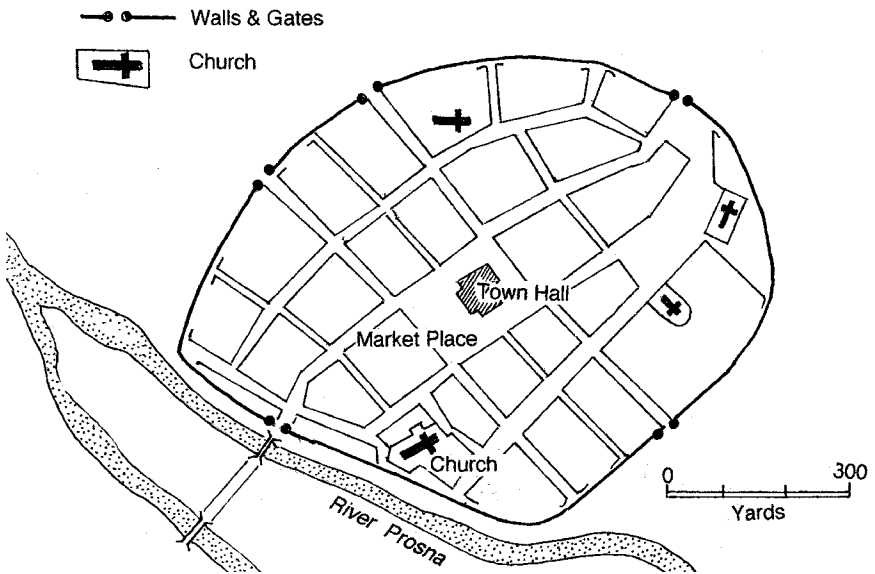 Walls & Gates
Church
Town Hall
Market Place
Church
River Prosna
0 300
Yards